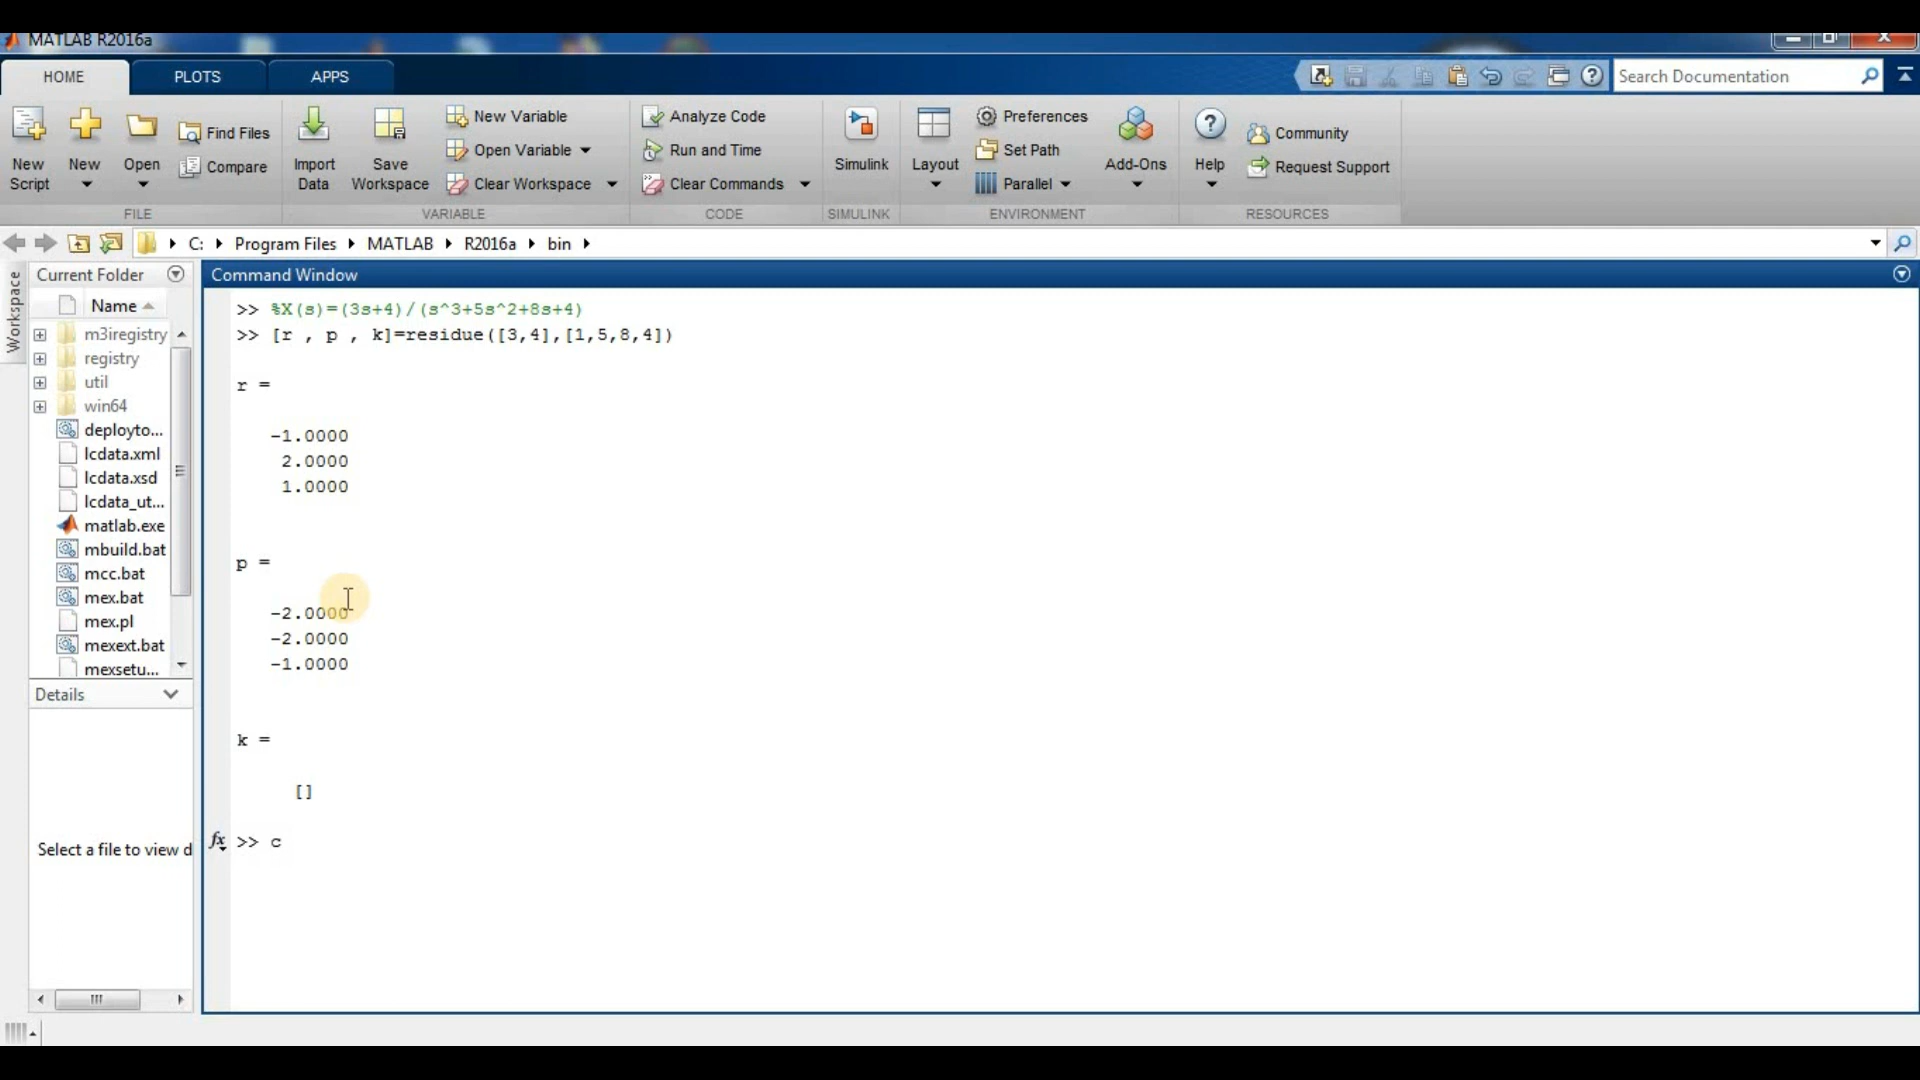 MATLAB R2016a
HOME
PLOTS
APPS
Search Documentation
New Script
New
Open
Find Files
Compare
FILE
Import Data
Save Workspace
New Variable
Open Variable
Clear Workspace
VARIABLE
Analyze Code
Run and Time
Clear Commands
CODE
Simulink
SIMULINK
Layout
Preferences
Set Path
Parallel
Add-Ons
ENVIRONMENT
Help
Community
Request Support
RESOURCES
C: Program Files MATLAB R2016a bin
Workspace
Current Folder
Name
m3iregistry
registry
util
win64
deployto...
lcdata.xml
lcdata.xsd
lcdata_ut...
matlab.exe
mbuild.bat
mcc.bat
mex.bat
mex.pl
mexext.bat
mexsetu...
Details
Select a file to view d
Command Window
>> %X(s)=(3s+4)/(s^3+5s^2+8s+4)
>> [r , p , k]=residue([3,4],[1,5,8,4])
r =
-1.0000
2.0000
1.0000
p =
-2.0000
-2.0000
-1.0000
k =
[]
fx >> c